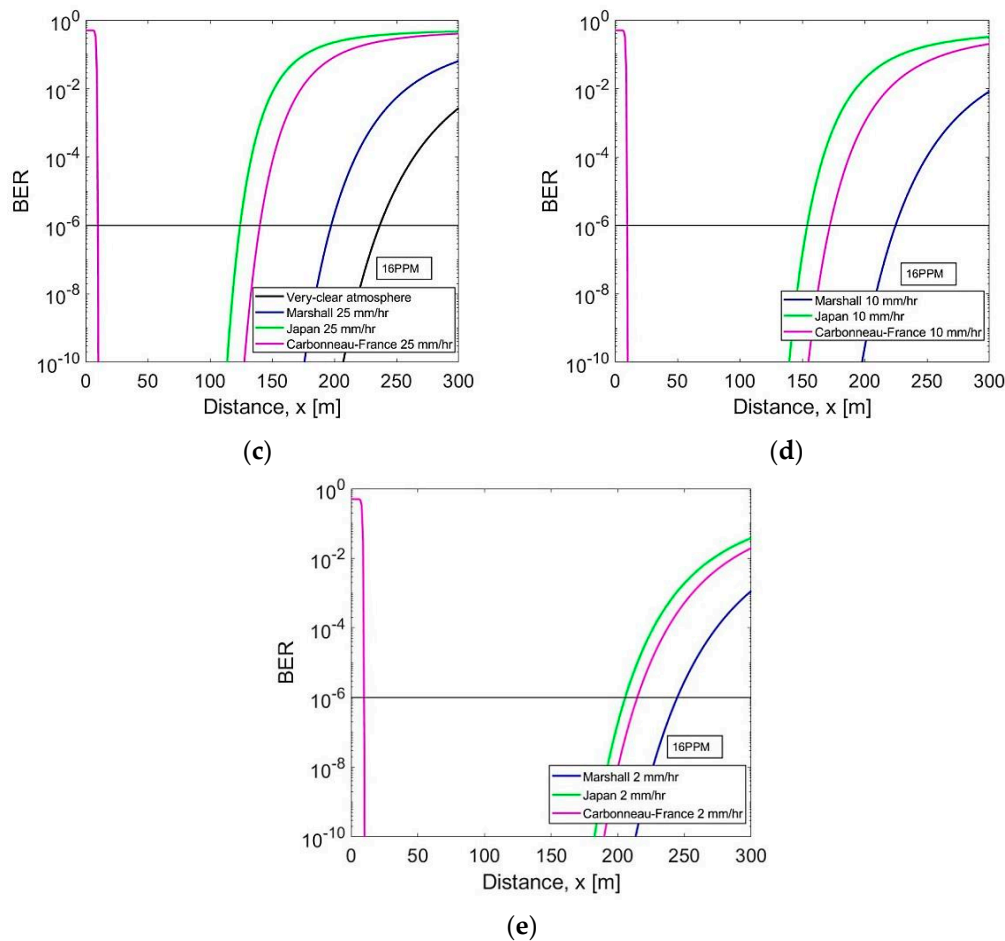 10^0
10^-2
10^-4
10^-6
10^-8
10^-10
BER
16PPM
Very-clear atmosphere
Marshall 25 mm/hr
Japan 25 mm/hr
Carbonneau-France 25 mm/hr
0 50 100 150 200 250 300
Distance, x [m]
(c)
10^0
10^-2
10^-4
10^-6
10^-8
10^-10
BER
16PPM
Marshall 10 mm/hr
Japan 10 mm/hr
Carbonneau-France 10 mm/hr
0 50 100 150 200 250 300
Distance, x [m]
(d)
10^0
10^-2
10^-4
10^-6
10^-8
10^-10
BER
16PPM
Marshall 2 mm/hr
Japan 2 mm/hr
Carbonneau-France 2 mm/hr
0 50 100 150 200 250 300
Distance, x [m]
(e)